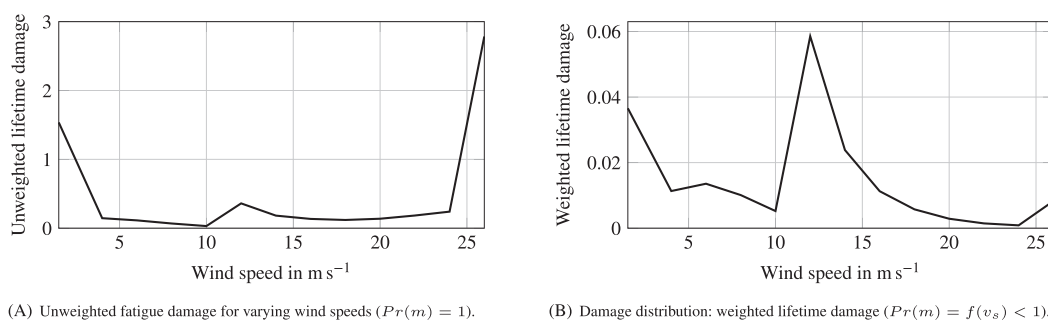 Unweighted lifetime damage
3
2
1
0
5 10 15 20 25
Wind speed in m s−1
(A) Unweighted fatigue damage for varying wind speeds (Pr(m) = 1).
Weighted lifetime damage
0.06
0.04
0.02
0
5 10 15 20 25
Wind speed in m s−1
(B) Damage distribution: weighted lifetime damage (Pr(m) = f(vs) < 1).